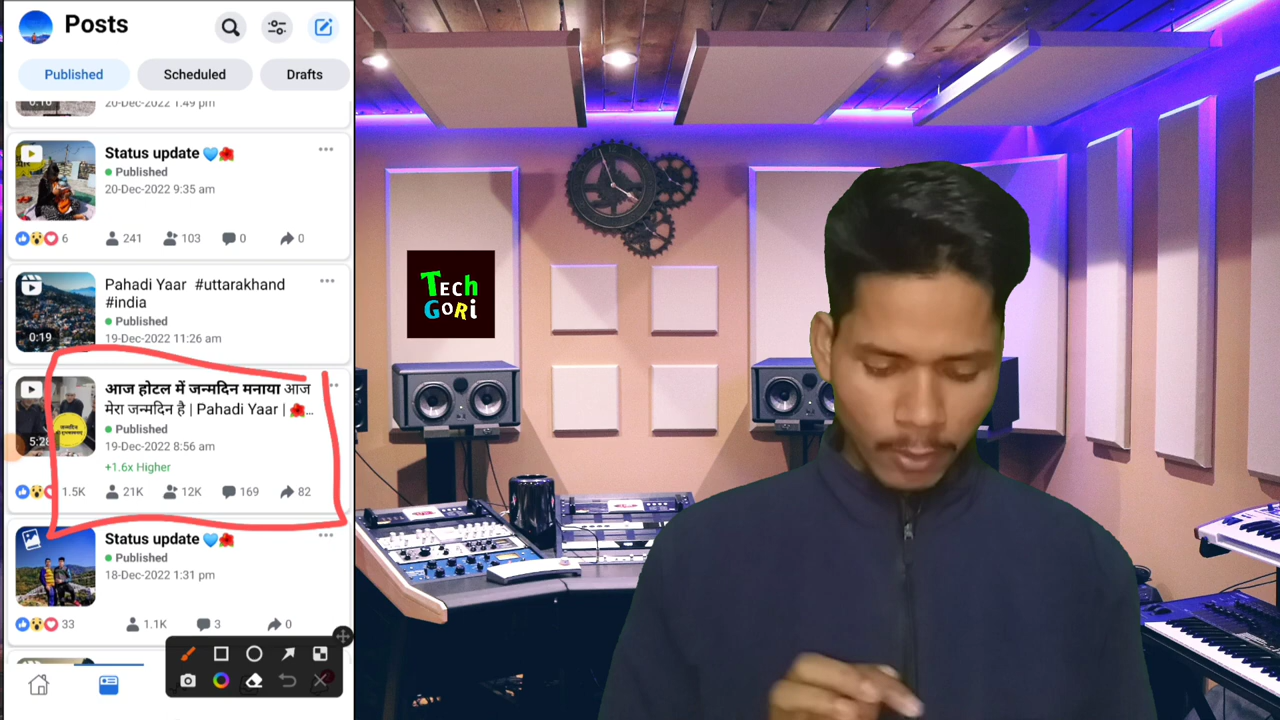 Posts
Published
Scheduled
Drafts
0:16
20-Dec-2022 1:49 pm
Status update 💙🌺
Published
20-Dec-2022 9:35 am
6
241
103
0
0
Pahadi Yaar #uttarakhand
#india
Published
0:19
19-Dec-2022 11:26 am
आज होटल में जन्मदिन मनाया आज
मेरा जन्मदिन है | Pahadi Yaar | 🌺...
Published
5:28
19-Dec-2022 8:56 am
+1.6x Higher
1.5K
21K
12K
169
82
Status update 💙🌺
Published
18-Dec-2022 1:31 pm
33
1.1K
3
0
TECH
GORI